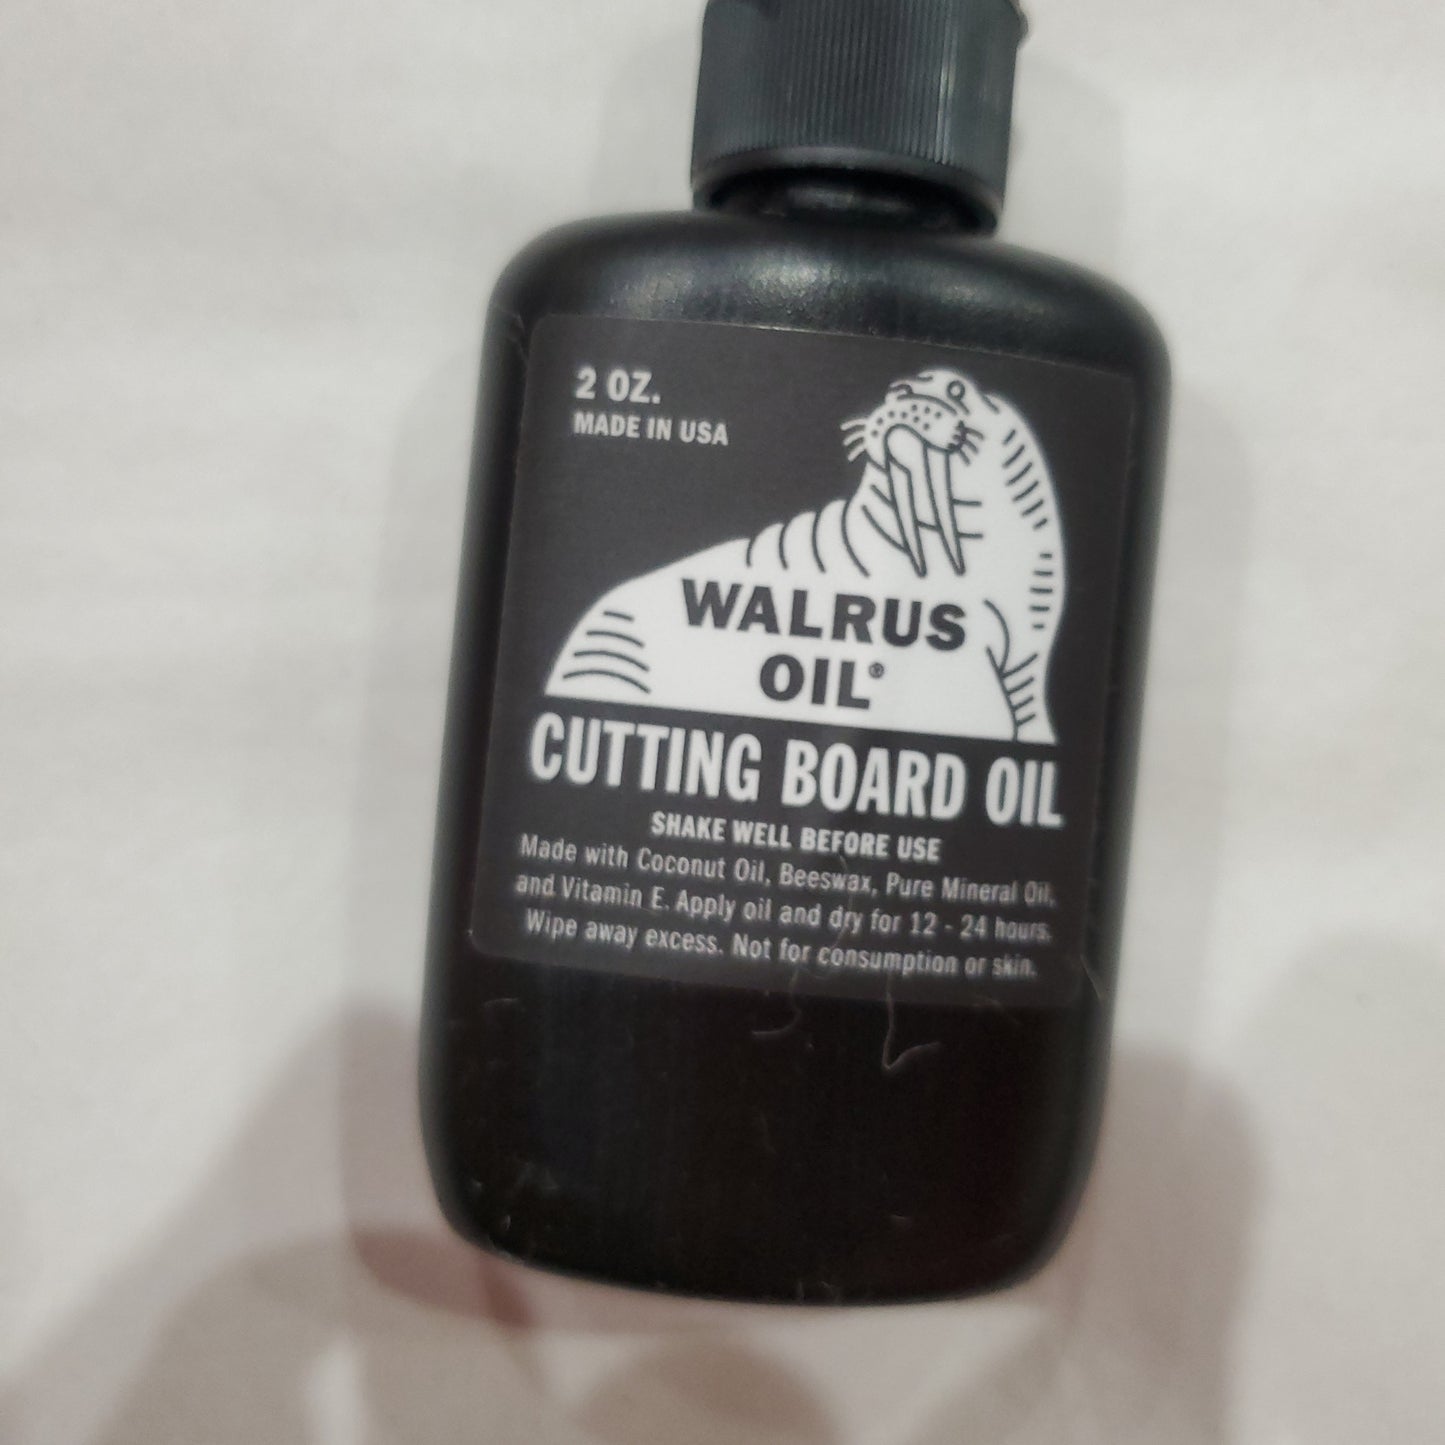 2 OZ.
MADE IN USA
WALRUS
OIL®
CUTTING BOARD OIL
SHAKE WELL BEFORE USE
Made with Coconut Oil, Beeswax, Pure Mineral Oil,
and Vitamin E. Apply oil and dry for 12 - 24 hours.
Wipe away excess. Not for consumption or skin.